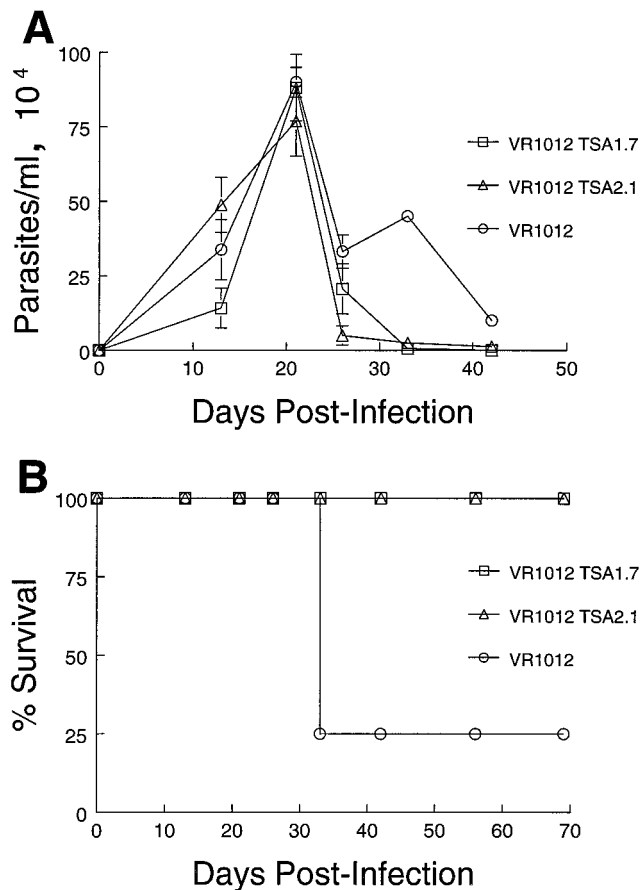 A
Parasites/ml, 10 4
100
75
50
25
0
0 10 20 30 40 50
Days Post-Infection
VR1012 TSA1.7
VR1012 TSA2.1
VR1012
B
% Survival
100
75
50
25
0
0 10 20 30 40 50 60 70
Days Post-Infection
VR1012 TSA1.7
VR1012 TSA2.1
VR1012